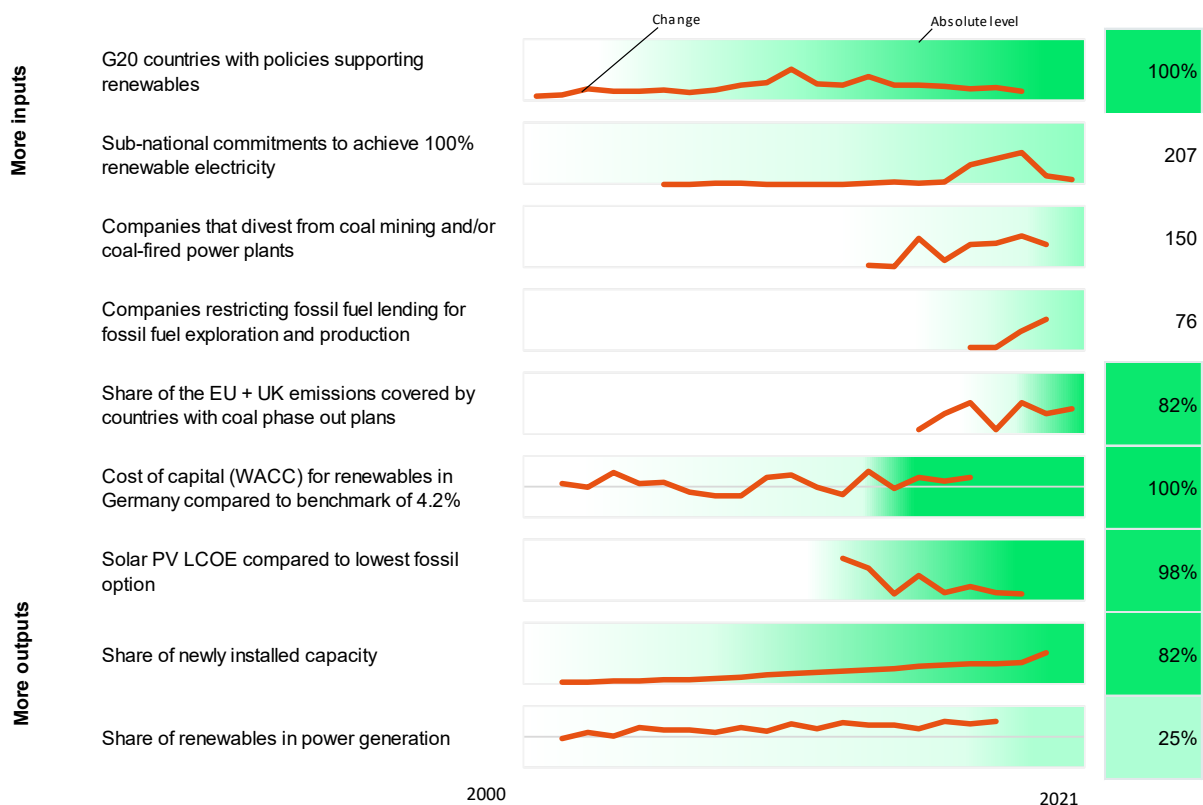 Change
Absolute level
More inputs
G20 countries with policies supporting
renewables
100%
Sub-national commitments to achieve 100%
renewable electricity
207
Companies that divest from coal mining and/or
coal-fired power plants
150
Companies restricting fossil fuel lending for
fossil fuel exploration and production
76
Share of the EU + UK emissions covered by
countries with coal phase out plans
82%
Cost of capital (WACC) for renewables in
Germany compared to benchmark of 4.2%
100%
Solar PV LCOE compared to lowest fossil
option
98%
More outputs
Share of newly installed capacity
82%
Share of renewables in power generation
25%
2000
2021